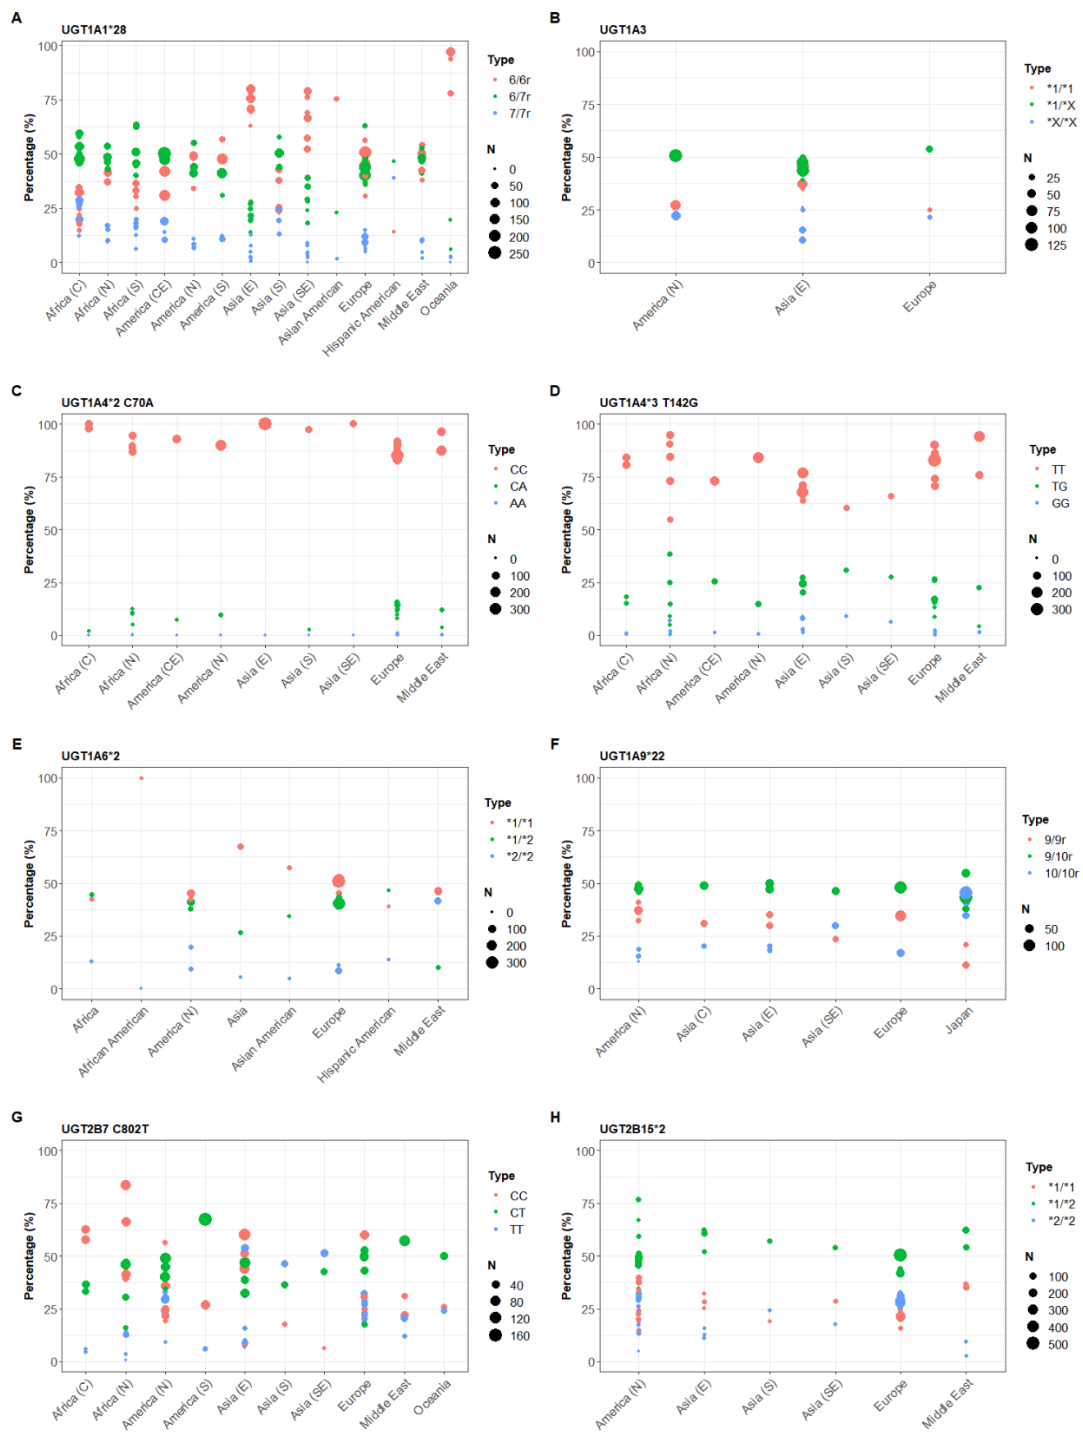 A
UGT1A1*28
Percentage (%)
100
75
50
25
0
Africa (C)
Africa (N)
Africa (S)
America (CE)
America (N)
America (S)
Asia (E)
Asia (S)
Asia (SE)
Asian American
Europe
Hispanic American
Middle East
Oceania
Type
6/6r
6/7r
7/7r
N
0
50
100
150
200
250
B
UGT1A3
Percentage (%)
100
75
50
25
0
America (N)
Asia (E)
Europe
Type
*1/*1
*1/*X
*X/*X
N
25
50
75
100
125
C
UGT1A4*2 C70A
Percentage (%)
100
75
50
25
0
Africa (C)
Africa (N)
America (CE)
America (N)
Asia (E)
Asia (S)
Asia (SE)
Europe
Middle East
Type
CC
CA
AA
N
0
100
200
300
D
UGT1A4*3 T142G
Percentage (%)
100
75
50
25
0
Africa (C)
Africa (N)
America (CE)
America (N)
Asia (E)
Asia (S)
Asia (SE)
Europe
Middle East
Type
TT
TG
GG
N
0
100
200
300
E
UGT1A6*2
Percentage (%)
100
75
50
25
0
Africa
African American
America (N)
Asia
Asian American
Europe
Hispanic American
Middle East
Type
*1/*1
*1/*2
*2/*2
N
0
100
200
300
F
UGT1A9*22
Percentage (%)
100
75
50
25
0
America (N)
Asia (C)
Asia (E)
Asia (SE)
Europe
Japan
Type
9/9r
9/10r
10/10r
N
50
100
G
UGT2B7 C802T
Percentage (%)
100
75
50
25
0
Africa (C)
Africa (N)
America (N)
America (S)
Asia (E)
Asia (S)
Asia (SE)
Europe
Middle East
Oceania
Type
CC
CT
TT
N
40
80
120
160
H
UGT2B15*2
Percentage (%)
100
75
50
25
0
America (N)
Asia (E)
Asia (S)
Asia (SE)
Europe
Middle East
Type
*1/*1
*1/*2
*2/*2
N
100
200
300
400
500